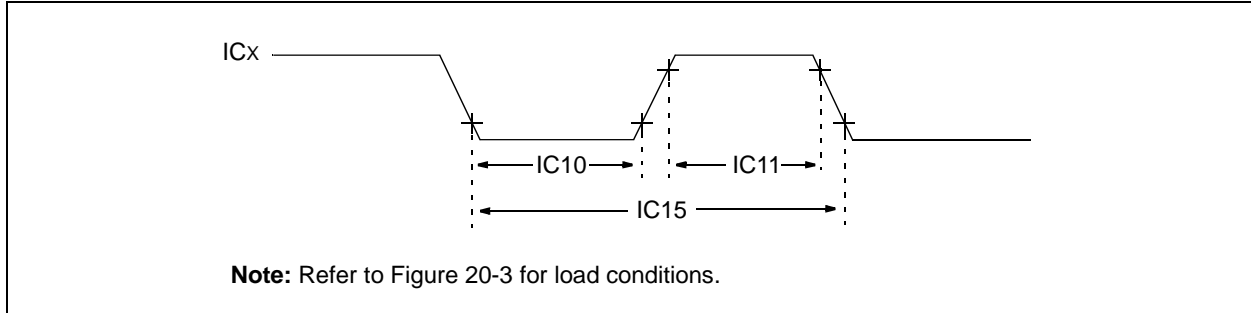 ICX
IC10
IC11
IC15
Note: Refer to Figure 20-3 for load conditions.